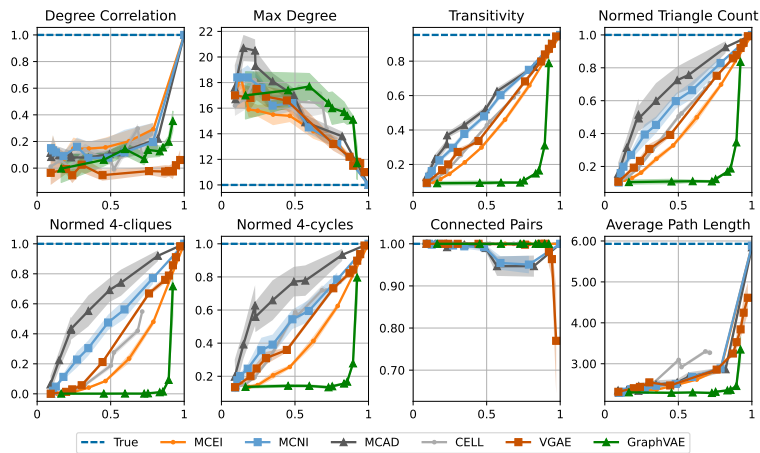 Degree Correlation
1.0
0.8
0.6
0.4
0.2
0.0
0 0.5 1
Max Degree
22
20
18
16
14
12
10
0 0.5 1
Transitivity
0.8
0.6
0.4
0.2
0 0.5 1
Normed Triangle Count
1.0
0.8
0.6
0.4
0.2
0 0.5 1
Normed 4-cliques
1.0
0.8
0.6
0.4
0.2
0.0
0 0.5 1
Normed 4-cycles
1.0
0.8
0.6
0.4
0.2
0 0.5 1
Connected Pairs
1.00
0.90
0.80
0.70
0 0.5 1
Average Path Length
6.00
5.00
4.00
3.00
0 0.5 1
True MCEI MCNI MCAD CELL VGAE GraphVAE